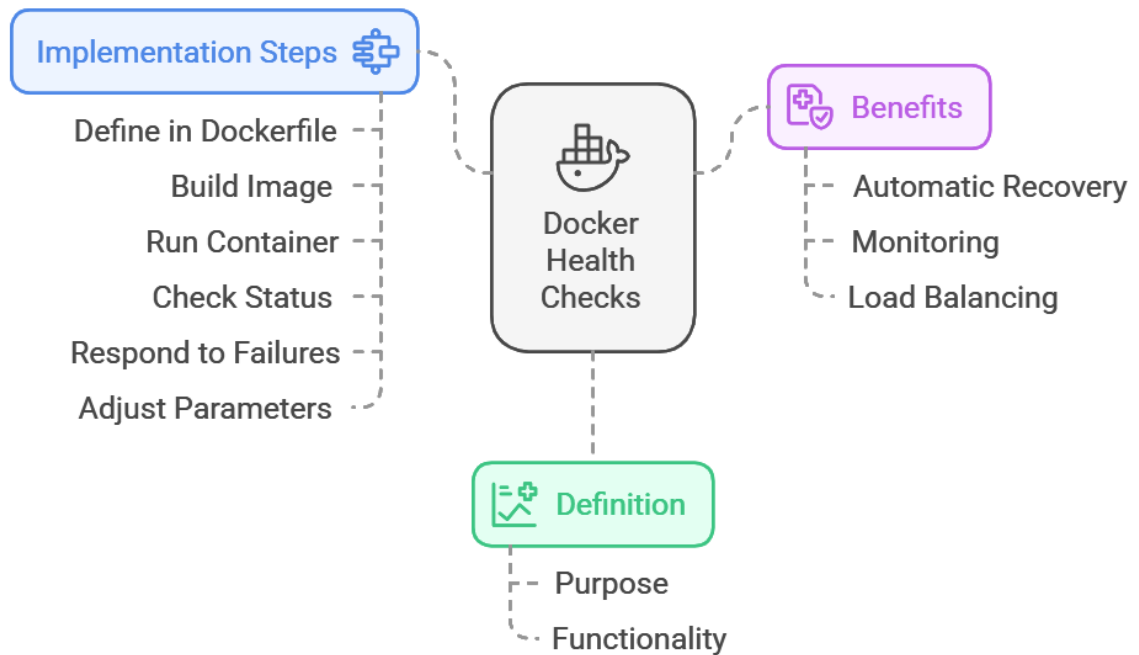 Implementation Steps
Define in Dockerfile
Build Image
Run Container
Check Status
Respond to Failures
Adjust Parameters
Docker
Health
Checks
Benefits
Automatic Recovery
Monitoring
Load Balancing
Definition
Purpose
Functionality